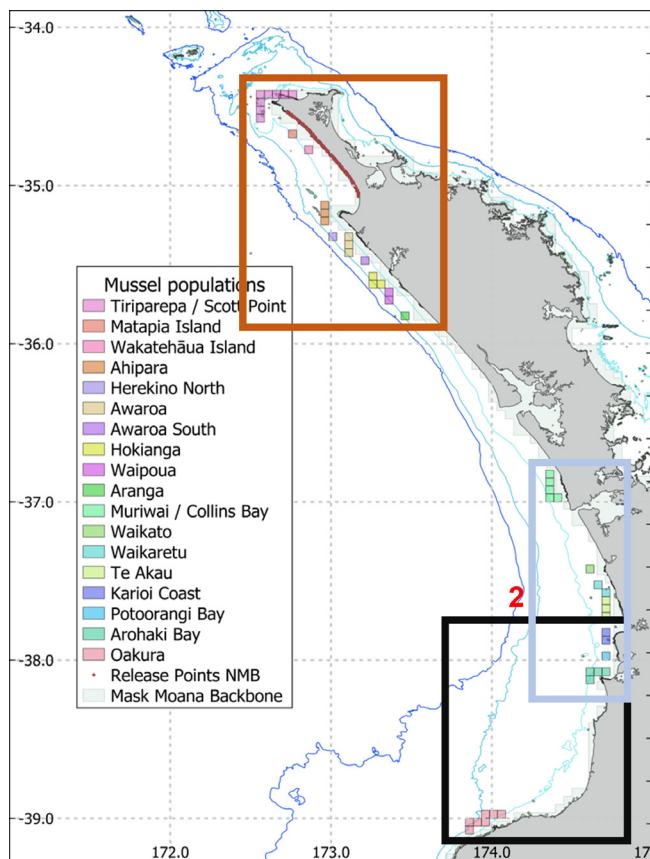 -34.0
-35.0
-36.0
Mussel populations
Tiriparepa / Scott Point
Matapia Island
Wakatehāua Island
Ahipara
Herekino North
Awaroa
Awaroa South
Hokianga
Waipoua
Aranga
Muriwai / Collins Bay
Waikato
Waikaretu
Te Akau
Karioi Coast
Potoorangi Bay
Arohaki Bay
Oakura
Release Points NMB
Mask Moana Backbone
-37.0
2
-38.0
-39.0
172.0 173.0 174.0